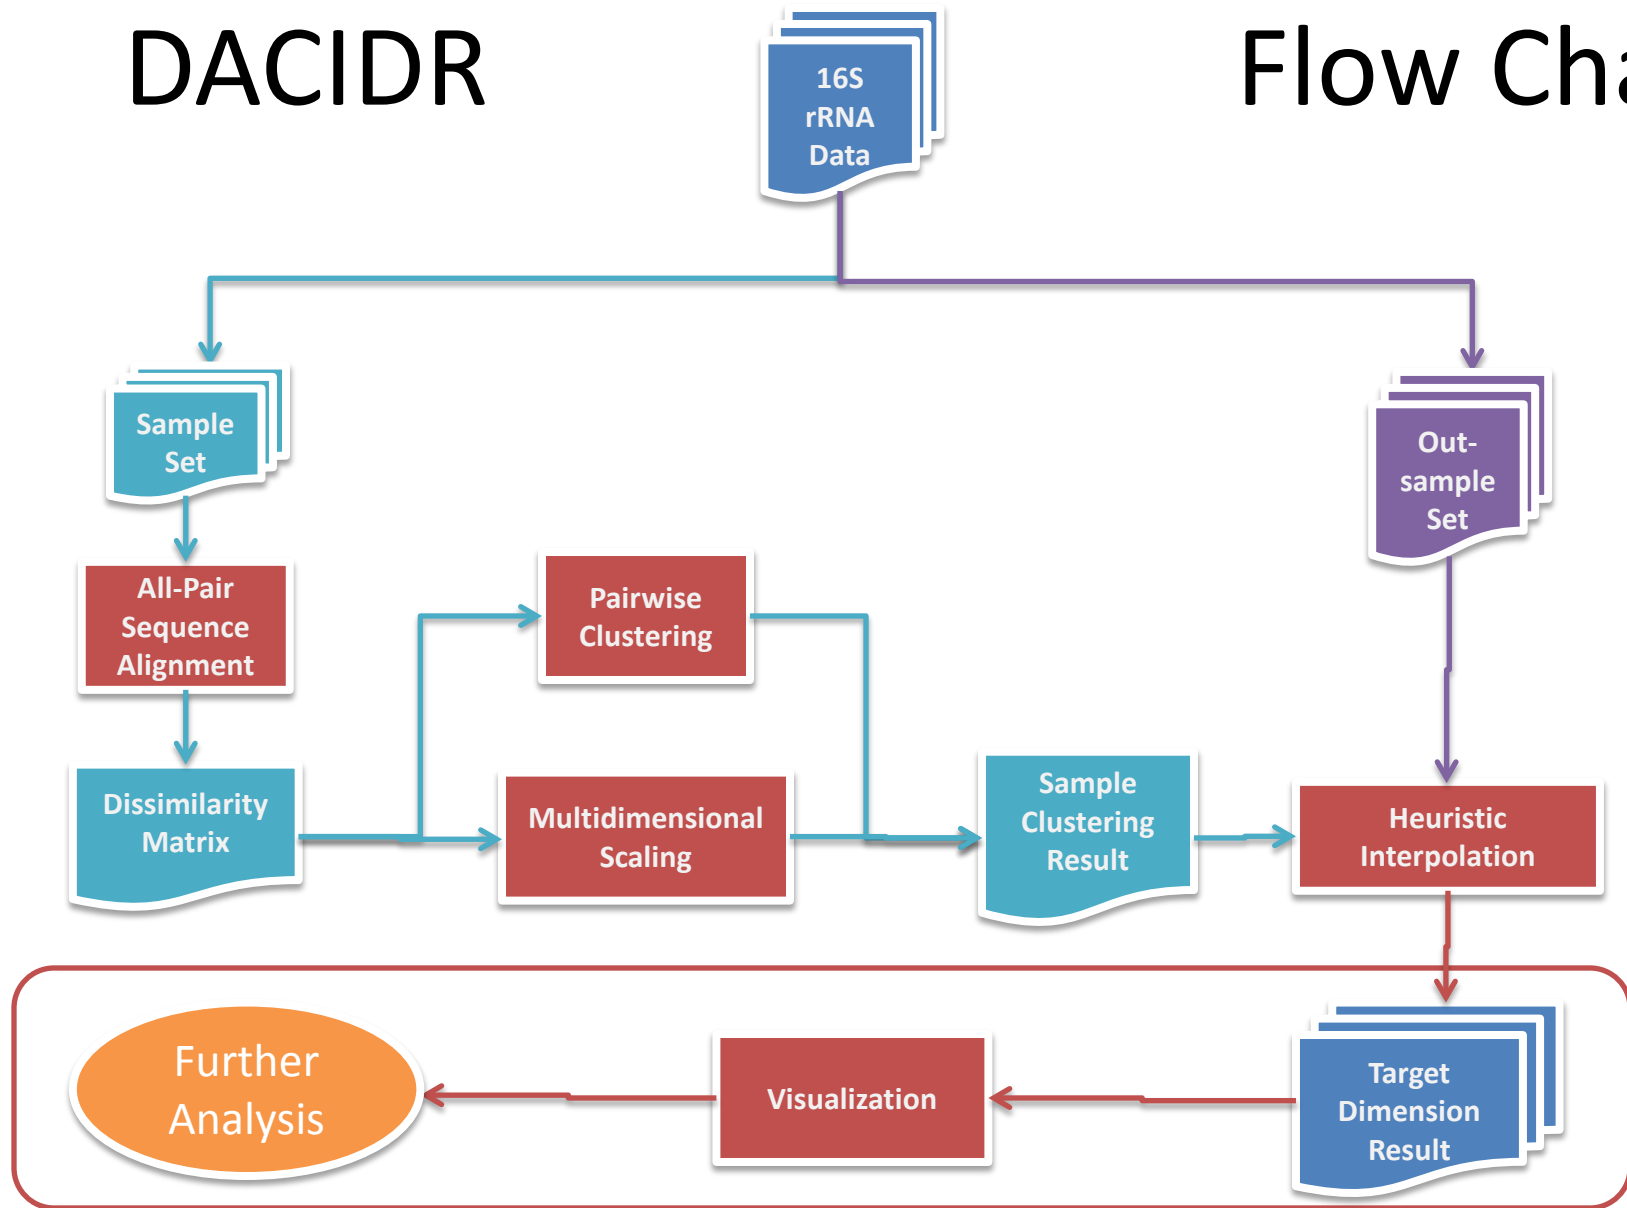 DACIDR
Flow Cha
16S
rRNA
Data
Sample
Set
Out-
sample
Set
All-Pair
Sequence
Alignment
Pairwise
Clustering
Dissimilarity
Matrix
Multidimensional
Scaling
Sample
Clustering
Result
Heuristic
Interpolation
Further
Analysis
Visualization
Target
Dimension
Result